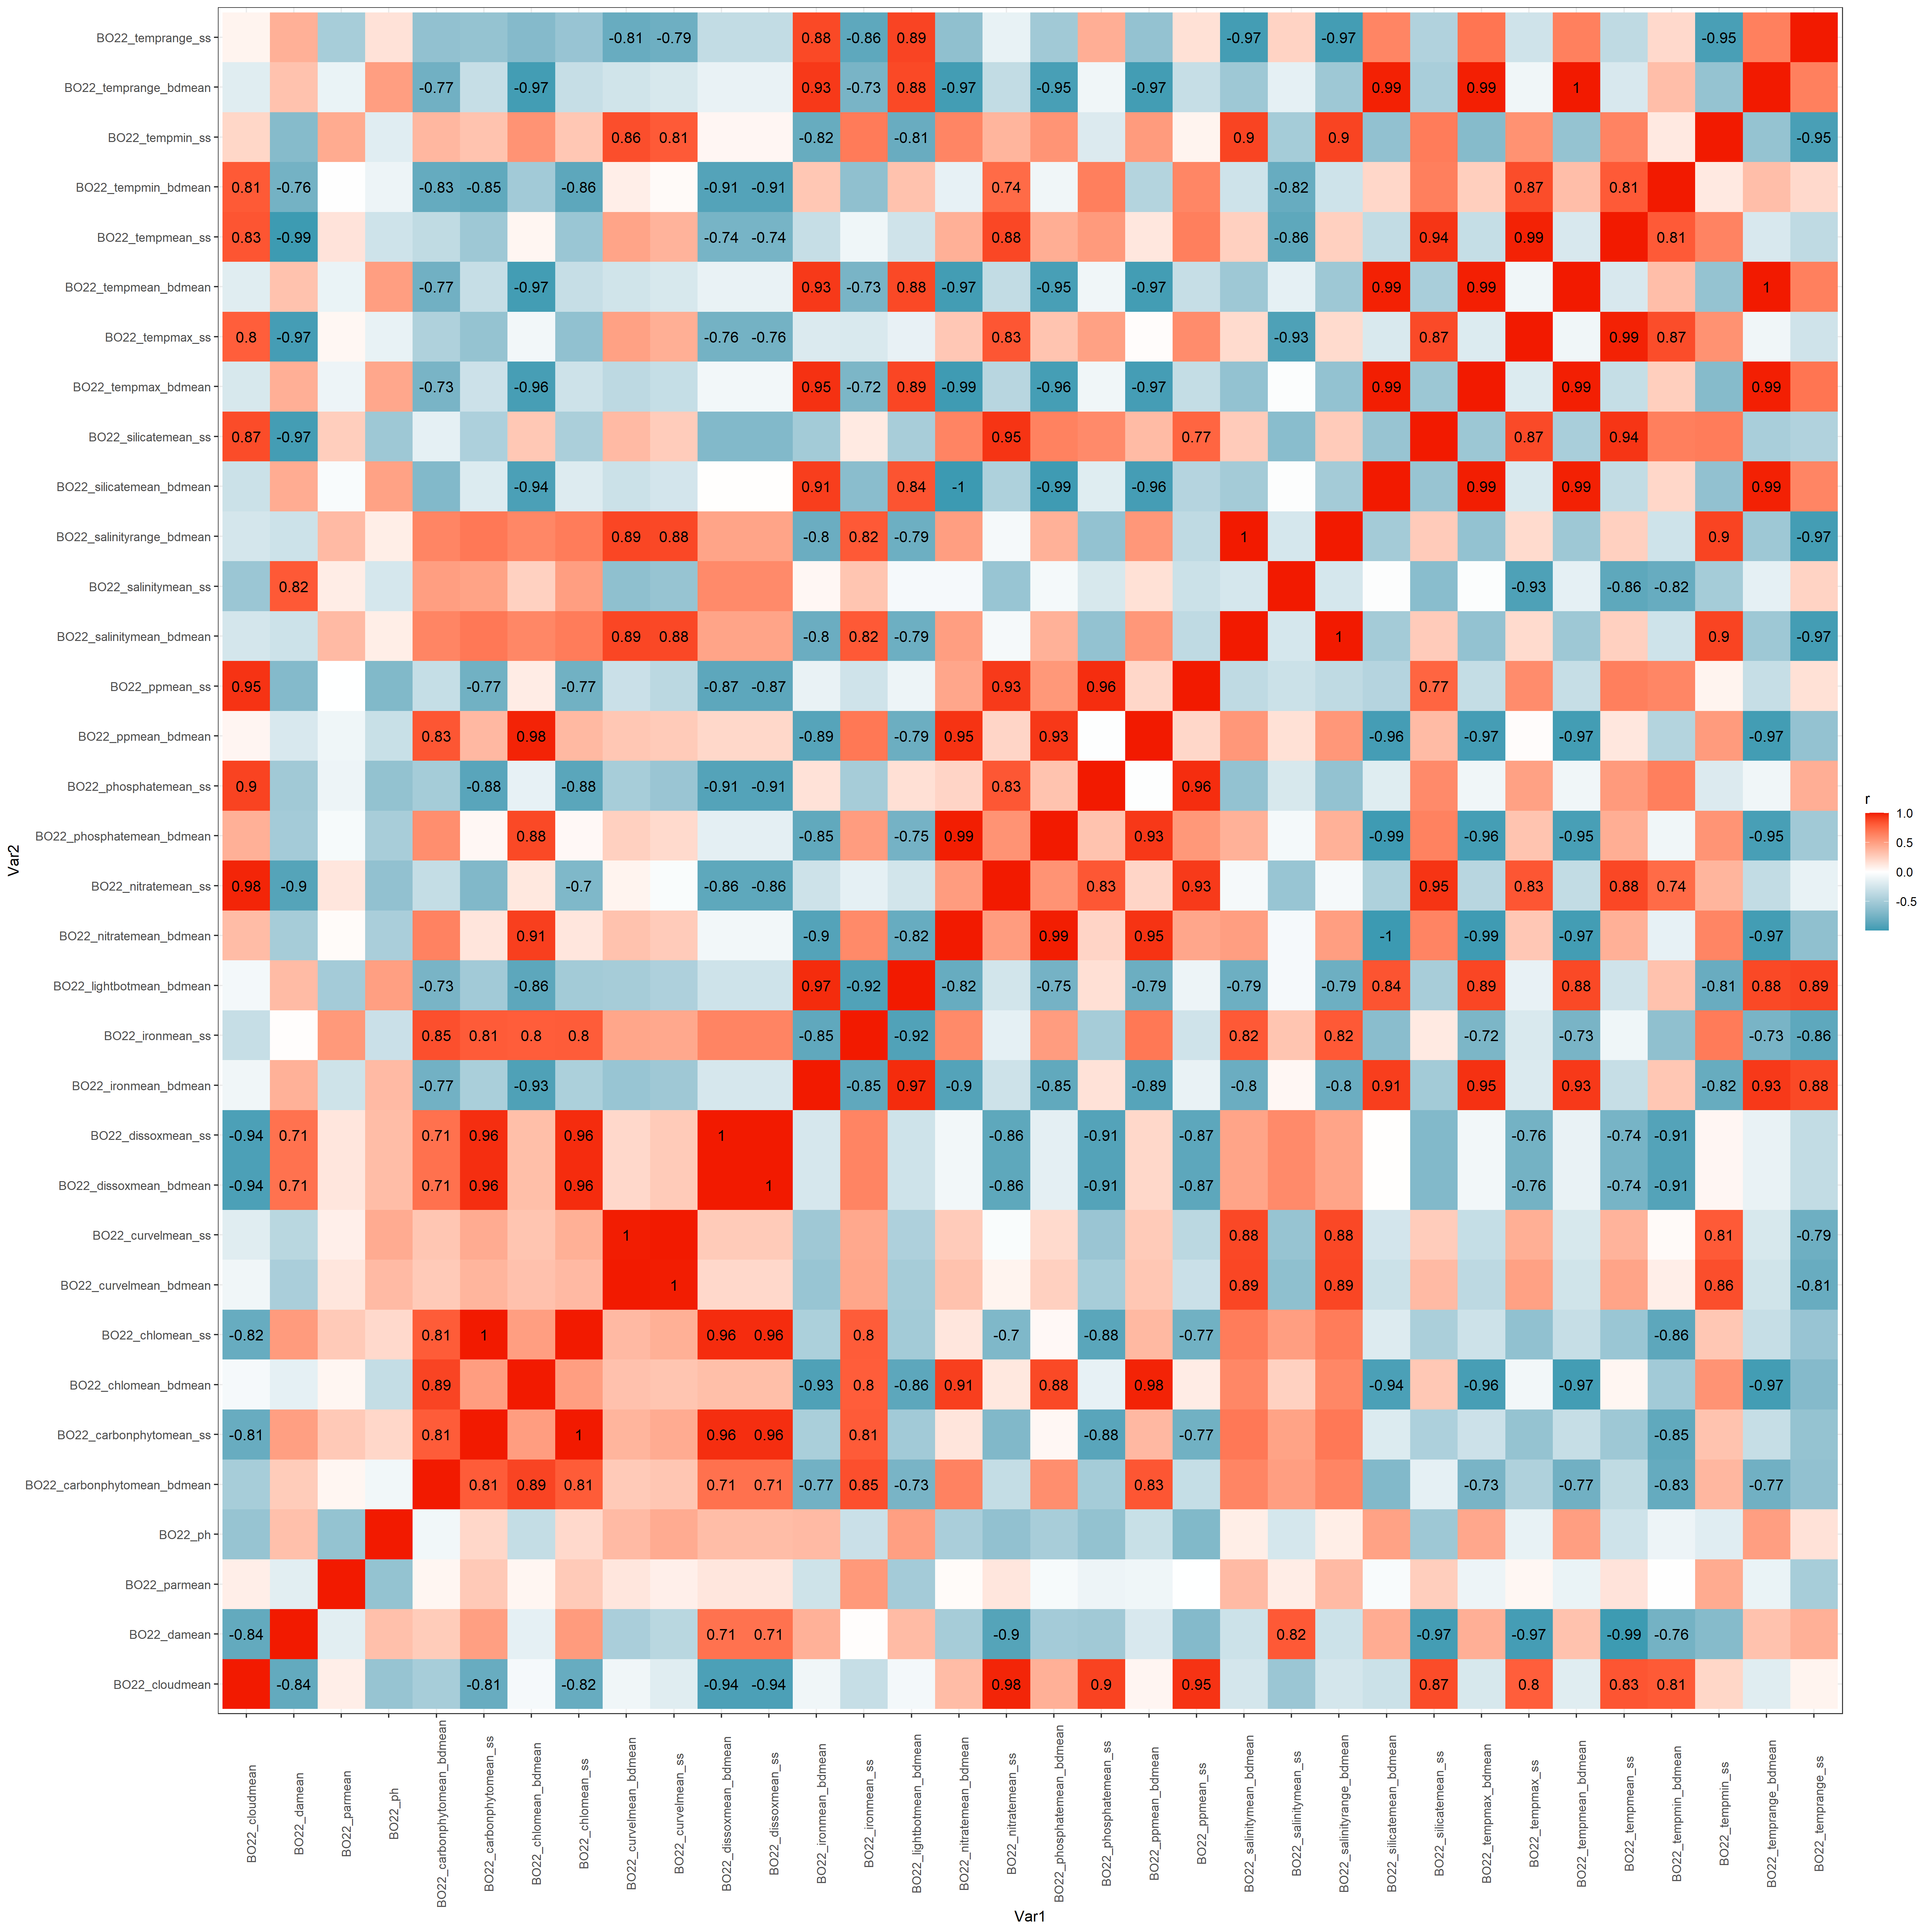 BO22_temprange_ss -0.81 -0.79 0.88 -0.86 0.89 -0.97 -0.97 -0.95
BO22_temprange_bdmean -0.77 -0.97 0.93 -0.73 0.88 -0.97 -0.95 -0.97 0.99 0.99 1
BO22_tempmin_ss 0.86 0.81 -0.82 -0.81 0.9 0.9 -0.95
BO22_tempmin_bdmean 0.81 -0.76 -0.83 -0.85 -0.86 -0.91 -0.91 0.74 -0.82 0.87 0.81
BO22_tempmean_ss 0.83 -0.99 -0.74 -0.74 0.88 -0.86 0.94 0.99 0.81
BO22_tempmean_bdmean -0.77 -0.97 0.93 -0.73 0.88 -0.97 -0.95 -0.97 0.99 0.99 1
BO22_tempmax_ss 0.8 -0.97 -0.76 -0.76 0.83 -0.93 0.87 0.99 0.87
BO22_tempmax_bdmean -0.73 -0.96 0.95 -0.72 0.89 -0.99 -0.96 -0.97 0.99 0.99 0.99
BO22_silicatemean_ss 0.87 -0.97 0.95 0.77 0.87 0.94
BO22_silicatemean_bdmean -0.94 0.91 0.84 -1 -0.99 -0.96 0.99 0.99 0.99
BO22_salinityrange_bdmean 0.89 0.88 -0.8 0.82 -0.79 1 0.9 -0.97
BO22_salinitymean_ss 0.82 -0.93 -0.86 -0.82
BO22_salinitymean_bdmean 0.89 0.88 -0.8 0.82 -0.79 1 0.9 -0.97
BO22_ppmean_ss 0.95 -0.77 -0.77 -0.87 -0.87 0.93 0.96 0.77
BO22_ppmean_bdmean 0.83 0.98 -0.89 -0.79 0.95 0.93 -0.96 -0.97 -0.97 -0.97
BO22_phosphatemean_ss 0.9 -0.88 -0.88 -0.91 -0.91 0.83 0.96
BO22_phosphatemean_bdmean 0.88 -0.85 -0.75 0.99 0.93 -0.99 -0.96 -0.95 -0.95
BO22_nitratemean_ss 0.98 -0.9 -0.7 -0.86 -0.86 0.83 0.93 0.95 0.83 0.88 0.74
BO22_nitratemean_bdmean 0.91 -0.9 -0.82 0.99 0.95 -1 -0.99 -0.97 -0.97
BO22_lightbotmean_bdmean -0.73 -0.86 0.97 -0.92 -0.82 -0.75 -0.79 -0.79 -0.79 0.84 0.89 0.88 -0.81 0.88 0.89
BO22_ironmean_ss 0.85 0.81 0.8 0.8 -0.85 -0.92 0.82 0.82 -0.72 -0.73 -0.73 -0.86
BO22_ironmean_bdmean -0.77 -0.93 -0.85 0.97 -0.9 -0.85 -0.89 -0.8 -0.8 0.91 0.95 0.93 -0.82 0.93 0.88
BO22_dissoxmean_ss -0.94 0.71 0.71 0.96 0.96 1 -0.86 -0.91 -0.87 -0.76 -0.74 -0.91
BO22_dissoxmean_bdmean -0.94 0.71 0.71 0.96 0.96 1 -0.86 -0.91 -0.87 -0.76 -0.74 -0.91
BO22_curvelmean_ss 1 0.88 0.88 0.81 -0.79
BO22_curvelmean_bdmean 1 0.89 0.89 0.86 -0.81
BO22_chlomean_ss -0.82 0.81 1 0.96 0.96 0.8 -0.7 -0.88 -0.77 -0.86
BO22_chlomean_bdmean 0.89 -0.93 0.8 -0.86 0.91 0.88 0.98 -0.94 -0.96 -0.97 -0.97
BO22_carbonphytomean_ss -0.81 0.81 1 0.96 0.96 0.81 -0.88 -0.77 -0.85
BO22_carbonphytomean_bdmean 0.81 0.89 0.81 0.71 0.71 -0.77 0.85 -0.73 0.83 -0.73 -0.77 -0.83 -0.77
BO22_ph
BO22_parmean
BO22_damean -0.84 0.71 0.71 -0.9 0.82 -0.97 -0.97 -0.99 -0.76
BO22_cloudmean -0.84 -0.81 -0.82 -0.94 -0.94 0.98 0.9 0.95 0.87 0.8 0.83 0.81
Var2
BO22_cloudmean
BO22_damean
BO22_parmean
BO22_ph
BO22_carbonphytomean_bdmean
BO22_carbonphytomean_ss
BO22_chlomean_bdmean
BO22_chlomean_ss
BO22_curvelmean_bdmean
BO22_curvelmean_ss
BO22_dissoxmean_bdmean
BO22_dissoxmean_ss
BO22_ironmean_bdmean
BO22_ironmean_ss
BO22_lightbotmean_bdmean
BO22_nitratemean_bdmean
BO22_nitratemean_ss
BO22_phosphatemean_bdmean
BO22_phosphatemean_ss
BO22_ppmean_bdmean
BO22_ppmean_ss
BO22_salinitymean_bdmean
BO22_salinitymean_ss
BO22_salinityrange_bdmean
BO22_silicatemean_bdmean
BO22_silicatemean_ss
BO22_tempmax_bdmean
BO22_tempmax_ss
BO22_tempmean_bdmean
BO22_tempmean_ss
BO22_tempmin_bdmean
BO22_tempmin_ss
BO22_temprange_bdmean
BO22_temprange_ss
Var1
r
1.0
0.5
0.0
-0.5